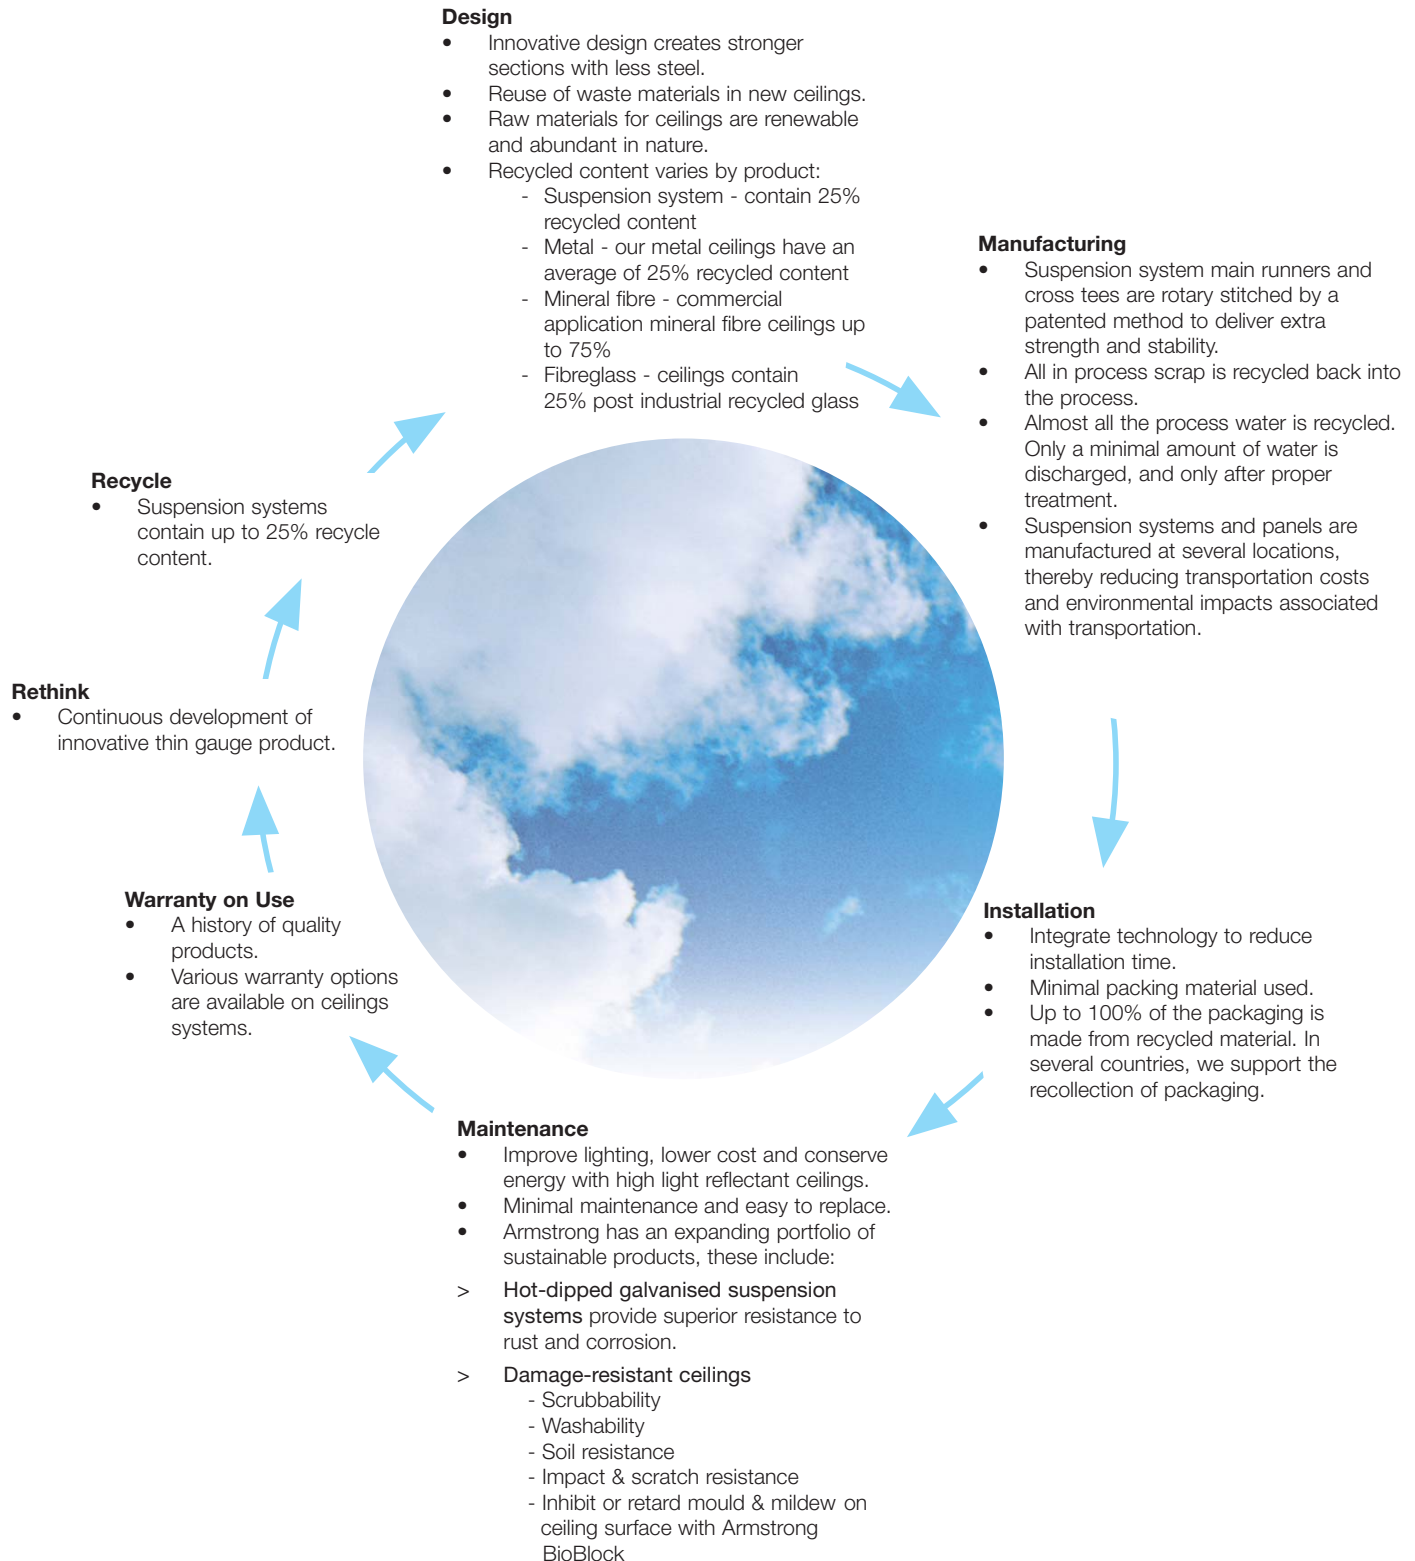 Design
• Innovative design creates stronger
sections with less steel.
• Reuse of waste materials in new ceilings.
• Raw materials for ceilings are renewable
and abundant in nature.
• Recycled content varies by product:
- Suspension system - contain 25%
recycled content
- Metal - our metal ceilings have an
average of 25% recycled content
- Mineral fibre - commercial
application mineral fibre ceilings up
to 75%
- Fibreglass - ceilings contain
25% post industrial recycled glass
Manufacturing
• Suspension system main runners and
cross tees are rotary stitched by a
patented method to deliver extra
strength and stability.
• All in process scrap is recycled back into
the process.
• Almost all the process water is recycled.
Only a minimal amount of water is
discharged, and only after proper
treatment.
• Suspension systems and panels are
manufactured at several locations,
thereby reducing transportation costs
and environmental impacts associated
with transportation.
Installation
• Integrate technology to reduce
installation time.
• Minimal packing material used.
• Up to 100% of the packaging is
made from recycled material. In
several countries, we support the
recollection of packaging.
Maintenance
• Improve lighting, lower cost and conserve
energy with high light reflectant ceilings.
• Minimal maintenance and easy to replace.
• Armstrong has an expanding portfolio of
sustainable products, these include:
> Hot-dipped galvanised suspension
systems provide superior resistance to
rust and corrosion.
> Damage-resistant ceilings
- Scrubbability
- Washability
- Soil resistance
- Impact & scratch resistance
- Inhibit or retard mould & mildew on
ceiling surface with Armstrong
BioBlock
Warranty on Use
• A history of quality
products.
• Various warranty options
are available on ceilings
systems.
Rethink
• Continuous development of
innovative thin gauge product.
Recycle
• Suspension systems
contain up to 25% recycle
content.